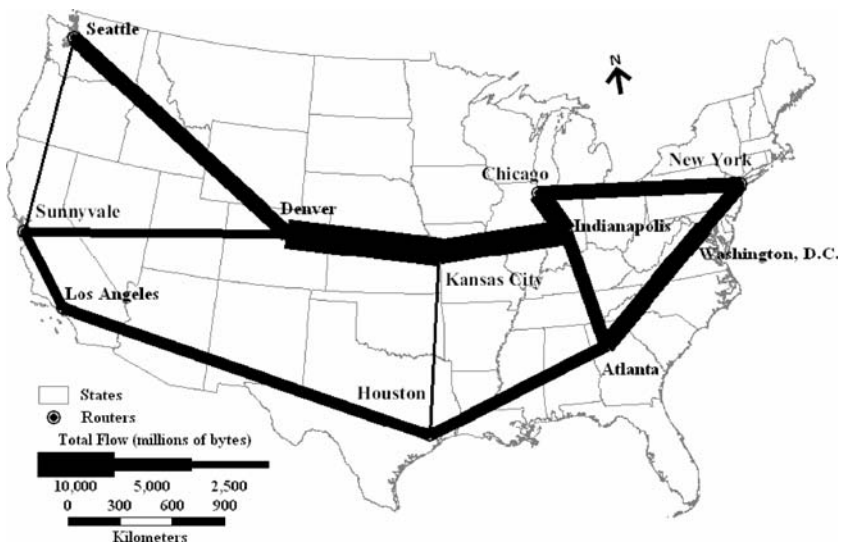 Seattle
N
New York
Chicago
Sunnyvale
Denver
Indianapolis
Washington, D.C.
Kansas City
Los Angeles
Atlanta
Houston
States
Routers
Total Flow (millions of bytes)
10,000 5,000 2,500
0 300 600 900
Kilometers